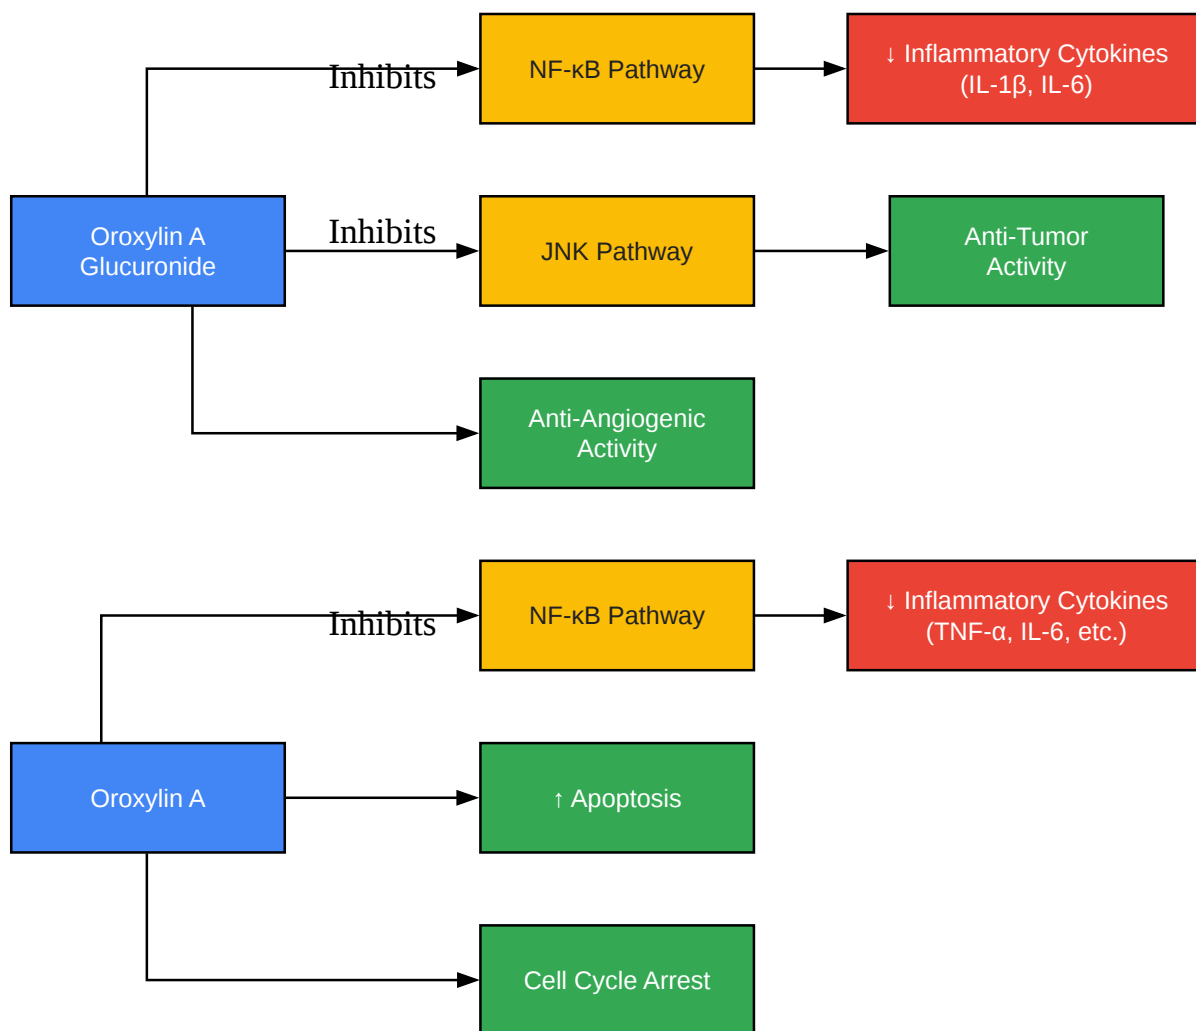 Inhibits
NF-κB Pathway
↓ Inflammatory Cytokines
(IL-1β, IL-6)
Oroxylin A
Glucuronide
Inhibits
JNK Pathway
Anti-Tumor
Activity
Anti-Angiogenic
Activity
Inhibits
NF-κB Pathway
↓ Inflammatory Cytokines
(TNF-α, IL-6, etc.)
Oroxylin A
↑ Apoptosis
Cell Cycle Arrest